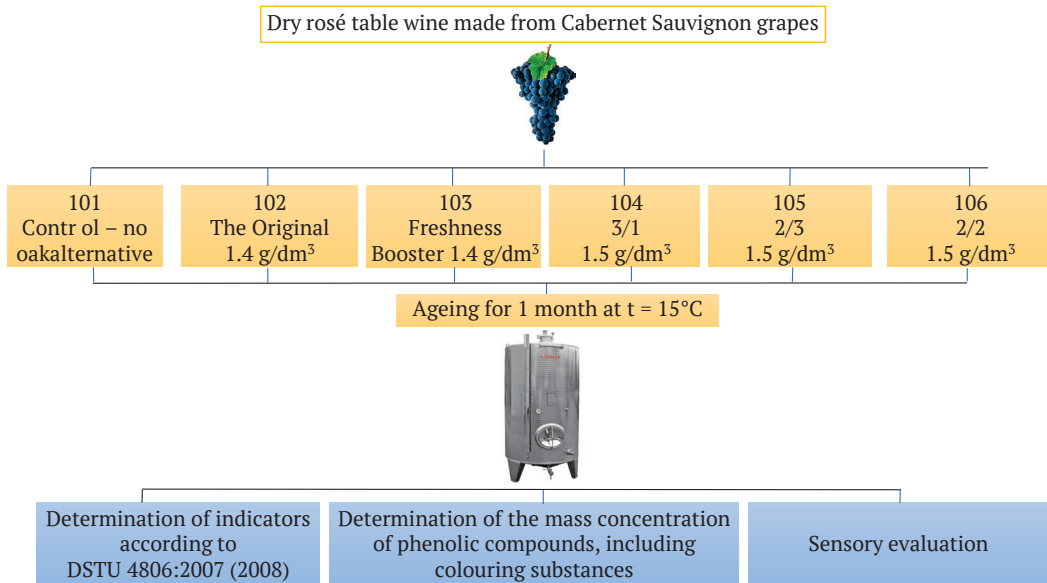 Dry rosé table wine made from Cabernet Sauvignon grapes
101
Contr ol – no
oakalternative
102
The Original
1.4 g/dm³
103
Freshness
Booster 1.4 g/dm³
104
3/1
1.5 g/dm³
105
2/3
1.5 g/dm³
106
2/2
1.5 g/dm³
Ageing for 1 month at t = 15°C
Determination of indicators
according to
DSTU 4806:2007 (2008)
Determination of the mass concentration
of phenolic compounds, including
colouring substances
Sensory evaluation